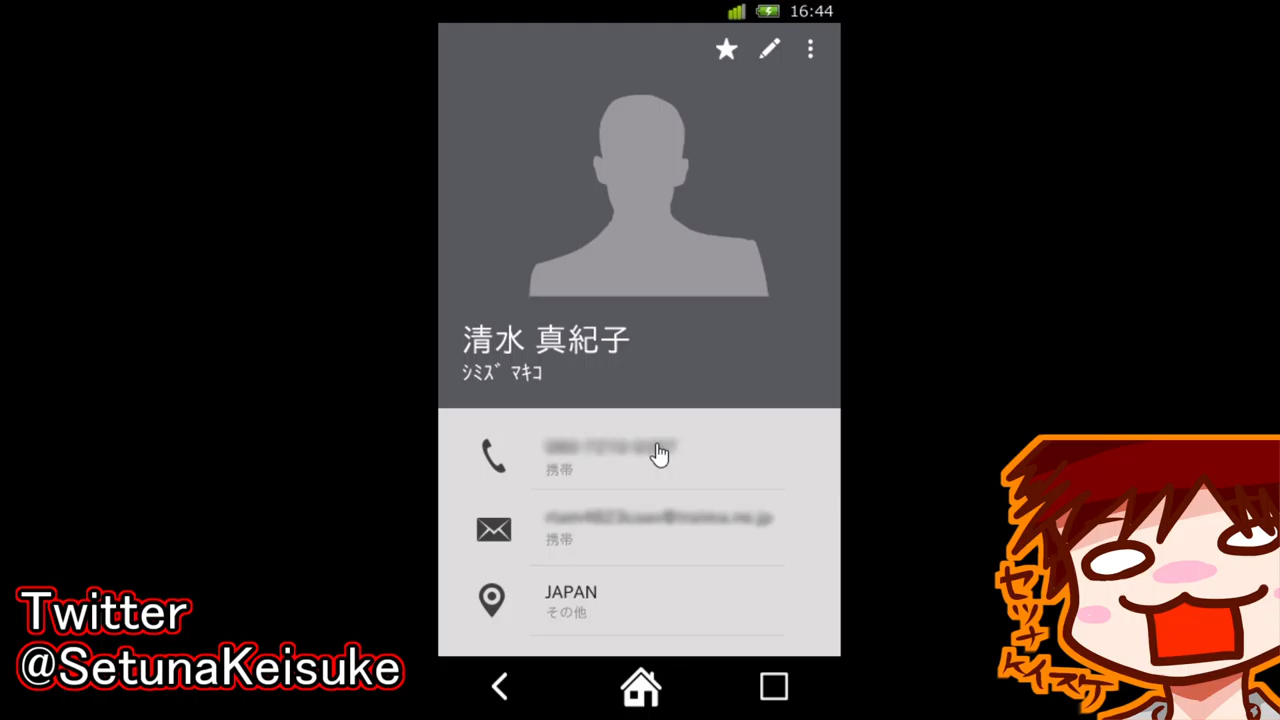 16:44
清水 真紀子
ｼﾐｽﾞ ﾏｷｺ
携帯
携帯
JAPAN
その他
Twitter
@SetunaKeisuke
セツナ
ケイスケ